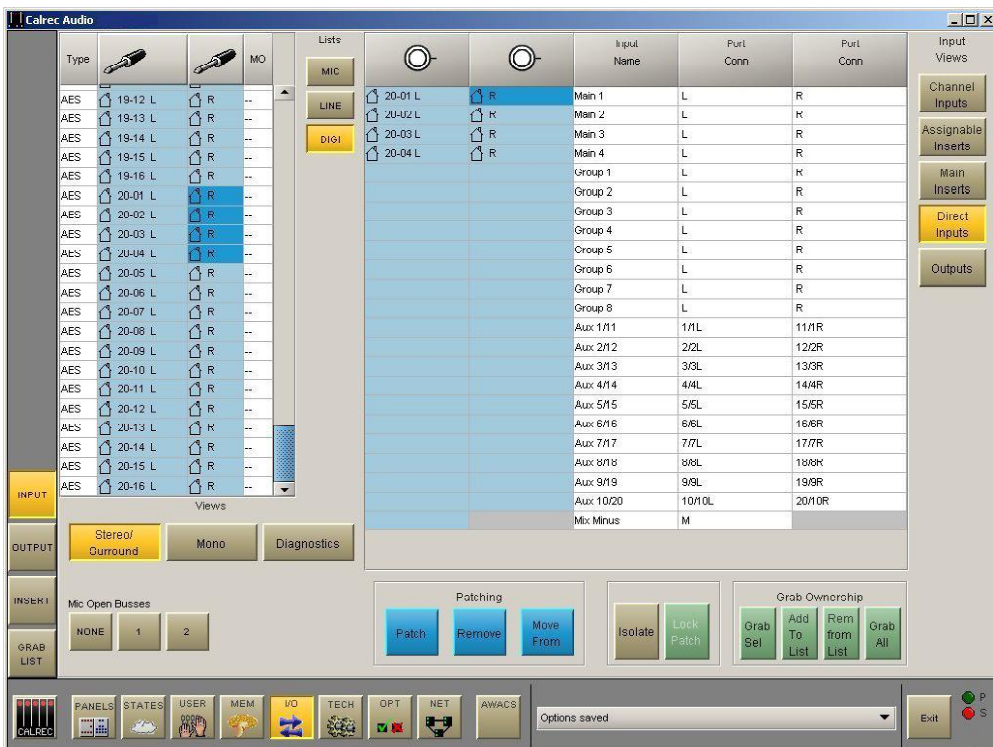 Calrec Audio
Type MO
AES 19-12 L R --
AES 19-13 L R --
AES 19-14 L R --
AES 19-15 L R --
AES 19-16 L R --
AES 20-01 L R --
AES 20-02 L R --
AES 20-03 L R --
AES 20-04 L R --
AES 20-05 L R --
AES 20-06 L R --
AES 20-07 L R --
AES 20-08 L R --
AES 20-09 L R --
AES 20-10 L R --
AES 20-11 L R --
AES 20-12 L R --
AES 20-13 L R --
AES 20-14 L R --
AES 20-15 L R --
AES 20-16 L R --
Lists
MIC
LINE
DIGI
Input Name Port Conn Port Conn
20-01 L R Main 1 L R
20-02 L R Main 2 L R
20-03 L R Main 3 L R
20-04 L R Main 4 L R
Group 1 L R
Group 2 L R
Group 3 L R
Group 4 L R
Group 5 L R
Group 6 L R
Group 7 L R
Group 8 L R
Aux 1/11 1/1L 11/1R
Aux 2/12 2/2L 12/2R
Aux 3/13 3/3L 13/3R
Aux 4/14 4/4L 14/4R
Aux 5/15 5/5L 15/5R
Aux 6/16 6/6L 16/6R
Aux 7/17 7/7L 17/7R
Aux 8/18 8/8L 18/8R
Aux 9/19 9/9L 19/9R
Aux 10/20 10/10L 20/10R
Mix Minus M
Input
Views
Channel
Inputs
Assignable
Inserts
Main
Inserts
Direct
Inputs
Outputs
INPUT
OUTPUT
INSERT
GRAB
LIST
Views
Stereo/
Surround
Mono
Diagnostics
Mic Open Busses
NONE 1 2
Patching
Patch
Remove
Move
From
Isolate
Lock
Patch
Grab Ownership
Grab
Sel
Add
To
List
Rem
from
List
Grab
All
CALREC
PANELS
STATES
USER
MEM
I/O
TECH
OPT
NET
AWACS
Options saved
Exit
P
S